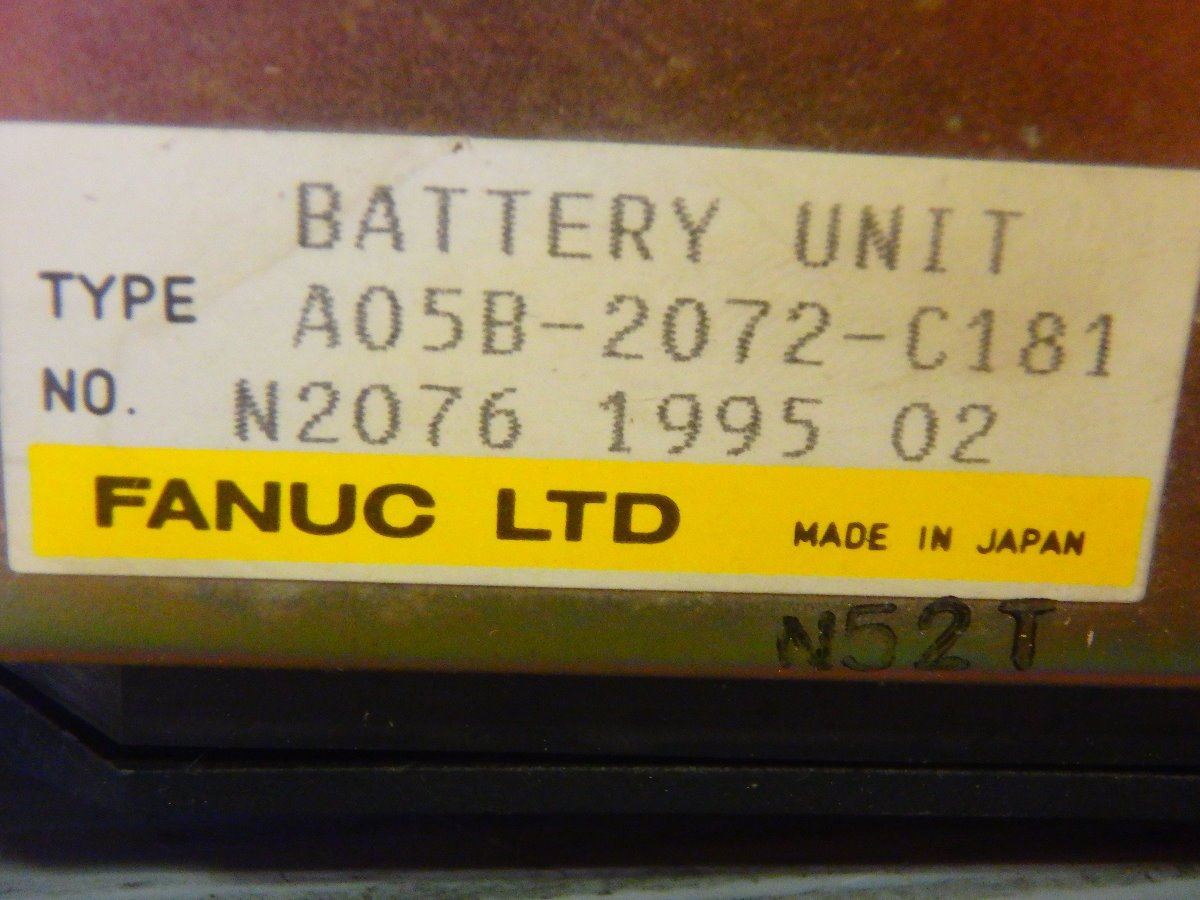 BATTERY UNIT
TYPE A05B-2072-C181
NO. N2076 1995 02
FANUC LTD MADE IN JAPAN
N52T